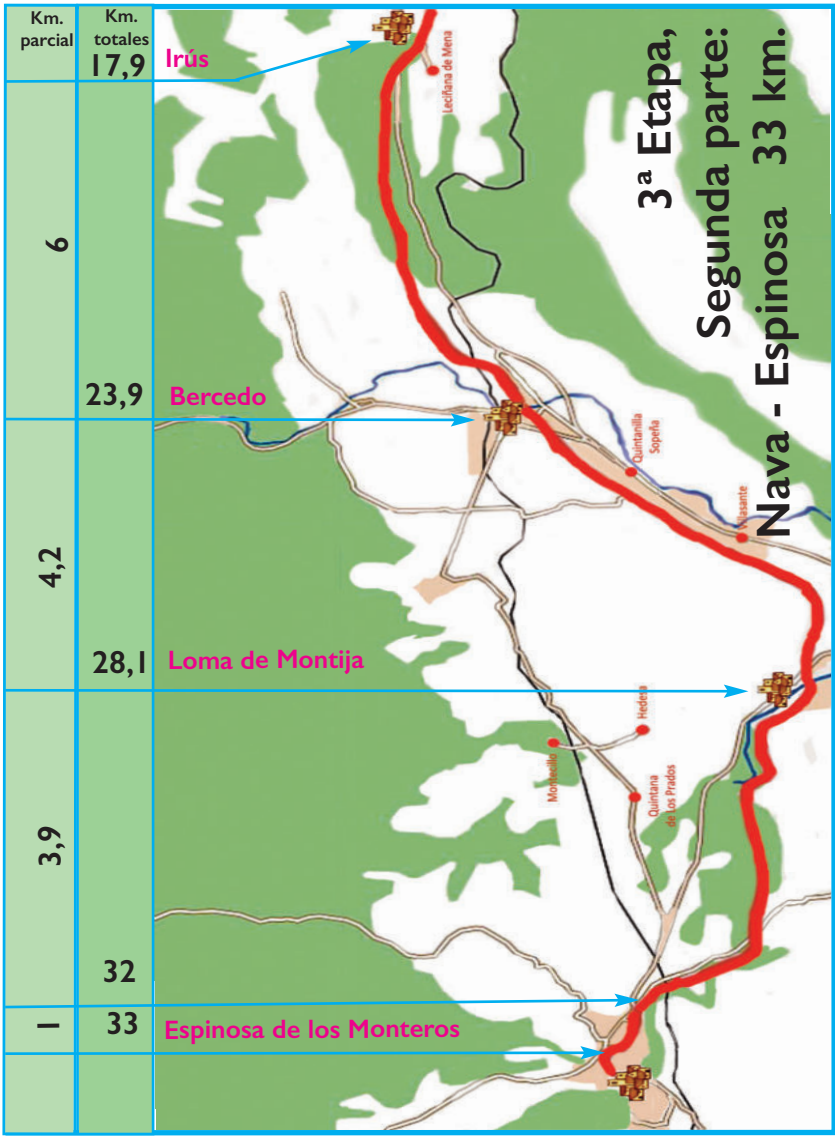 Km.
parcial
Km.
totales
17,9
Irús
Leciñana de Mena
3ª Etapa,
Segunda parte:
Nava - Espinosa 33 km.
6
23,9
Bercedo
Quintanilla
Sopeña
Villasante
4,2
28,1
Loma de Montija
Hedesa
Montecillo
Quintana
de Los Prados
3,9
32
1
33
Espinosa de los Monteros